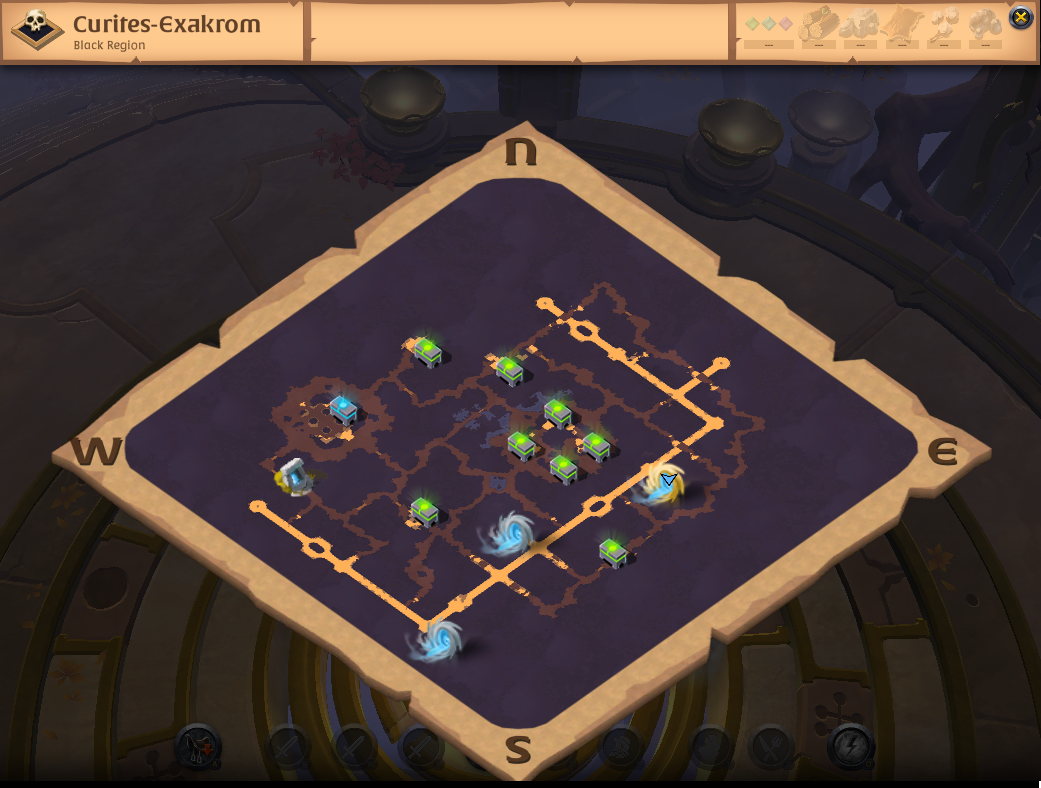 Curites-Exakrom
Black Region
--- --- --- --- --- ---
N
W
E
S